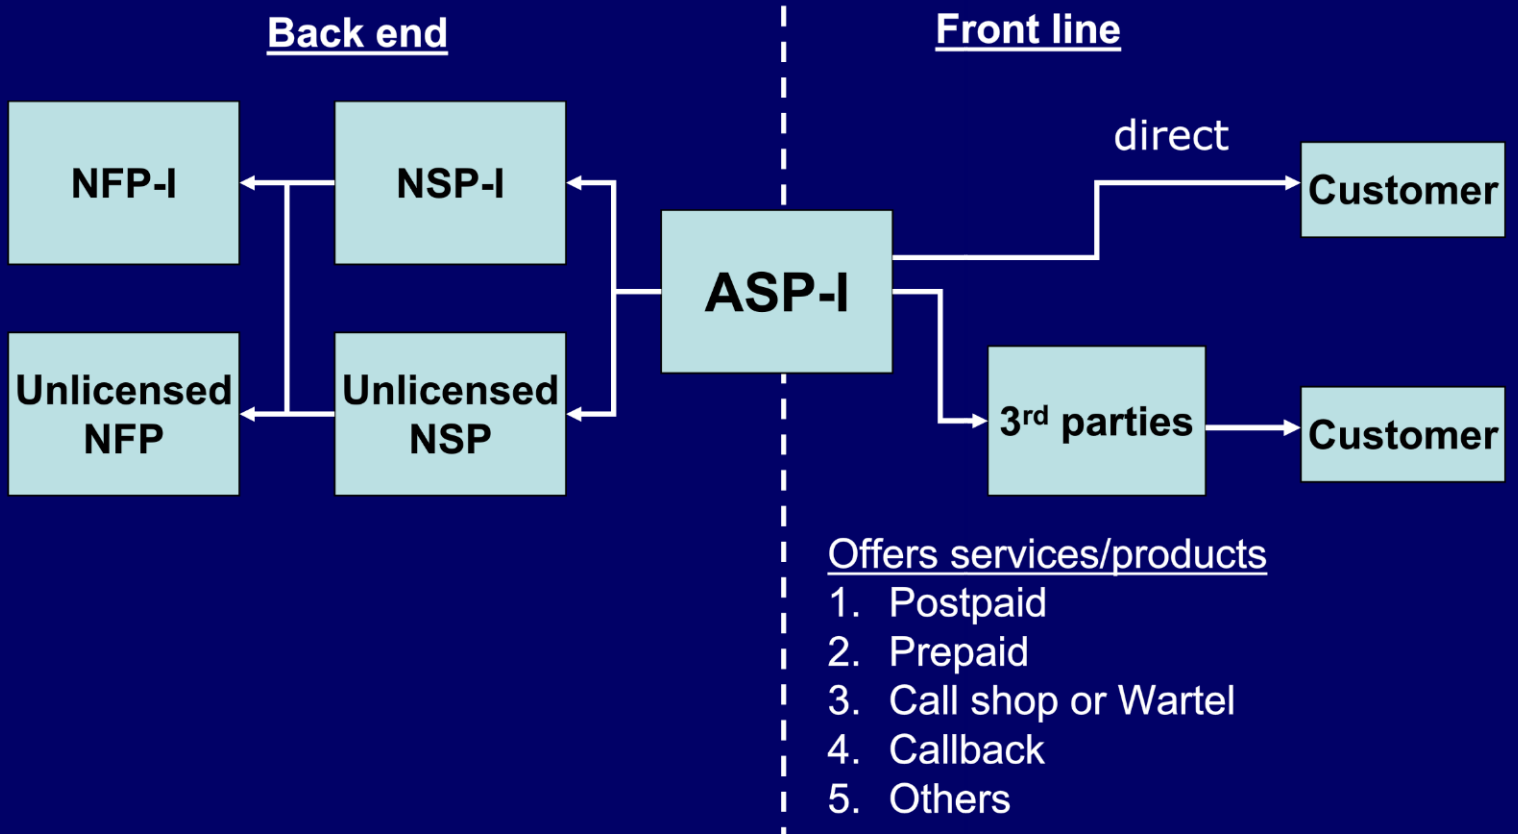 Back end
Front line
NFP-I
NSP-I
direct
Customer
ASP-I
Unlicensed
NFP
Unlicensed
NSP
3rd parties
Customer
Offers services/products
1. Postpaid
2. Prepaid
3. Call shop or Wartel
4. Callback
5. Others